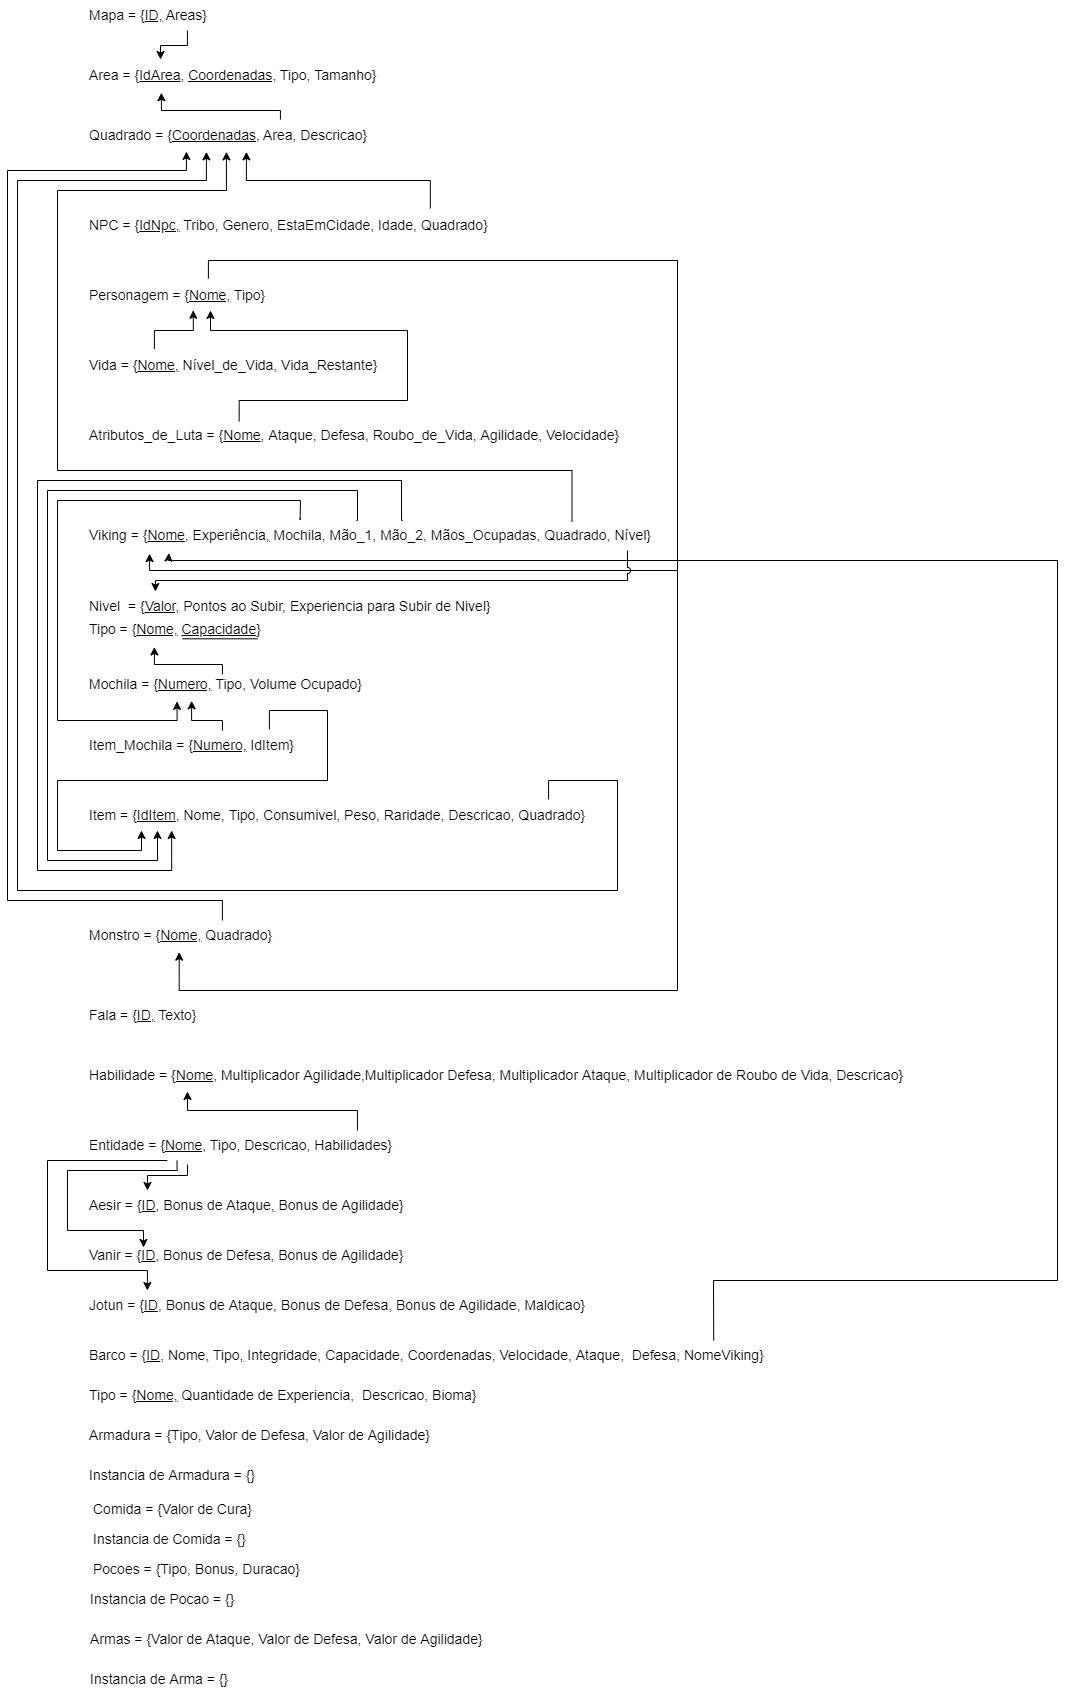 Mapa = {ID, Areas}
Area = {IdArea, Coordenadas, Tipo, Tamanho}
Quadrado = {Coordenadas, Area, Descricao}
NPC = {IdNpc, Tribo, Genero, EstaEmCidade, Idade, Quadrado}
Personagem = {Nome, Tipo}
Vida = {Nome, Nível_de_Vida, Vida_Restante}
Atributos_de_Luta = {Nome, Ataque, Defesa, Roubo_de_Vida, Agilidade, Velocidade}
Viking = {Nome, Experiência, Mochila, Mão_1, Mão_2, Mãos_Ocupadas, Quadrado, Nível}
Nivel  = {Valor, Pontos ao Subir, Experiencia para Subir de Nivel}
Tipo = {Nome, Capacidade}
Mochila = {Numero, Tipo, Volume Ocupado}
Item_Mochila = {Numero, IdItem}
Item = {IdItem, Nome, Tipo, Consumivel, Peso, Raridade, Descricao, Quadrado}
Monstro = {Nome, Quadrado}
Fala = {ID, Texto}
Habilidade = {Nome, Multiplicador Agilidade,Multiplicador Defesa, Multiplicador Ataque, Multiplicador de Roubo de Vida, Descricao}
Entidade = {Nome, Tipo, Descricao, Habilidades}
Aesir = {ID, Bonus de Ataque, Bonus de Agilidade}
Vanir = {ID, Bonus de Defesa, Bonus de Agilidade}
Jotun = {ID, Bonus de Ataque, Bonus de Defesa, Bonus de Agilidade, Maldicao}
Barco = {ID, Nome, Tipo, Integridade, Capacidade, Coordenadas, Velocidade, Ataque,  Defesa, NomeViking}
Tipo = {Nome, Quantidade de Experiencia,  Descricao, Bioma}
Armadura = {Tipo, Valor de Defesa, Valor de Agilidade}
Instancia de Armadura = {}
Comida = {Valor de Cura}
Instancia de Comida = {}
Pocoes = {Tipo, Bonus, Duracao}
Instancia de Pocao = {}
Armas = {Valor de Ataque, Valor de Defesa, Valor de Agilidade}
Instancia de Arma = {}